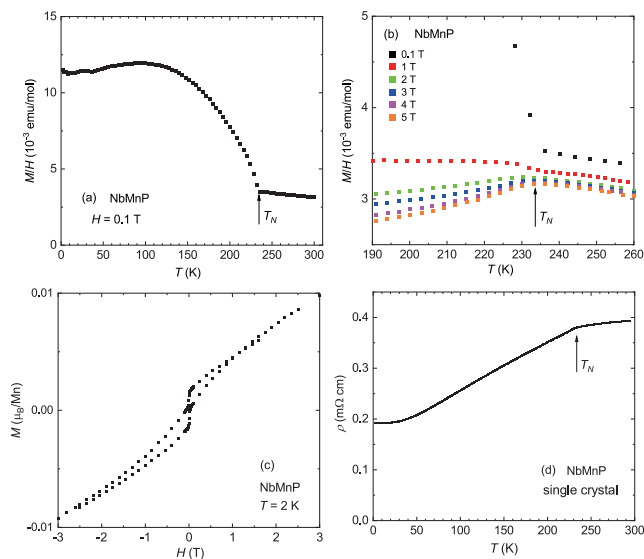 15
10
5
0
M/H (10⁻³ emu/mol)
(a) NbMnP
H = 0.1 T
T_N
0 50 100 150 200 250 300
T (K)
5
4
3
M/H (10⁻³ emu/mol)
(b) NbMnP
0.1 T
1 T
2 T
3 T
4 T
5 T
T_N
190 200 210 220 230 240 250 260
T (K)
0.01
0.00
-0.01
M (μ_B/Mn)
(c)
NbMnP
T = 2 K
-3 -2 -1 0 1 2 3
H (T)
0.4
0.2
0.0
ρ (mΩ cm)
T_N
(d) NbMnP
single crystal
0 50 100 150 200 250 300
T (K)